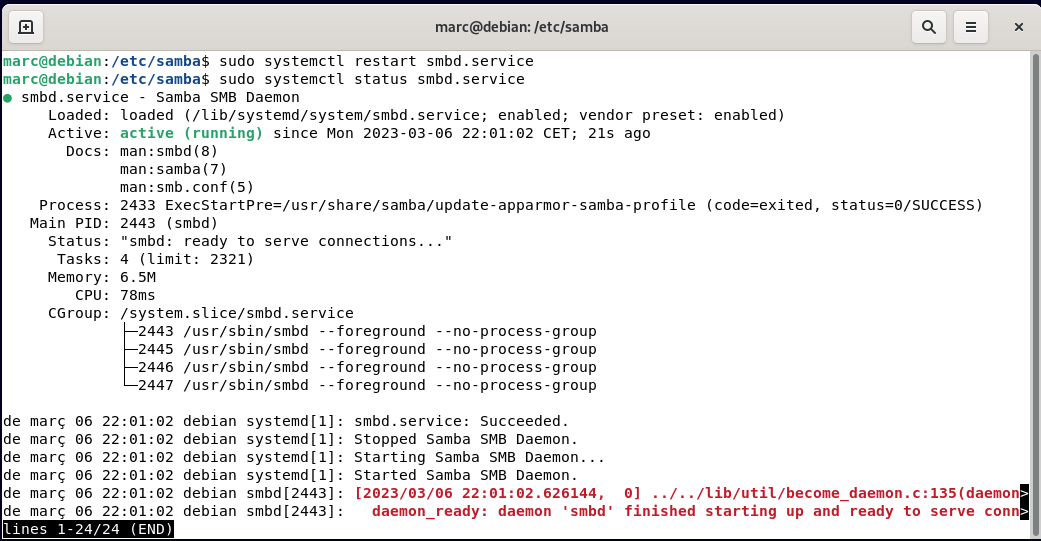 marc@debian: /etc/samba
marc@debian:/etc/samba$ sudo systemctl restart smbd.service
marc@debian:/etc/samba$ sudo systemctl status smbd.service
● smbd.service - Samba SMB Daemon
     Loaded: loaded (/lib/systemd/system/smbd.service; enabled; vendor preset: enabled)
     Active: active (running) since Mon 2023-03-06 22:01:02 CET; 21s ago
       Docs: man:smbd(8)
             man:samba(7)
             man:smb.conf(5)
    Process: 2433 ExecStartPre=/usr/share/samba/update-apparmor-samba-profile (code=exited, status=0/SUCCESS)
   Main PID: 2443 (smbd)
     Status: "smbd: ready to serve connections..."
      Tasks: 4 (limit: 2321)
     Memory: 6.5M
        CPU: 78ms
     CGroup: /system.slice/smbd.service
             ├─2443 /usr/sbin/smbd --foreground --no-process-group
             ├─2445 /usr/sbin/smbd --foreground --no-process-group
             ├─2446 /usr/sbin/smbd --foreground --no-process-group
             └─2447 /usr/sbin/smbd --foreground --no-process-group
de març 06 22:01:02 debian systemd[1]: smbd.service: Succeeded.
de març 06 22:01:02 debian systemd[1]: Stopped Samba SMB Daemon.
de març 06 22:01:02 debian systemd[1]: Starting Samba SMB Daemon...
de març 06 22:01:02 debian systemd[1]: Started Samba SMB Daemon.
de març 06 22:01:02 debian smbd[2443]: [2023/03/06 22:01:02.626144,  0] ../../lib/util/become_daemon.c:135(daemon>
de març 06 22:01:02 debian smbd[2443]:   daemon_ready: daemon 'smbd' finished starting up and ready to serve conn>
lines 1-24/24 (END)